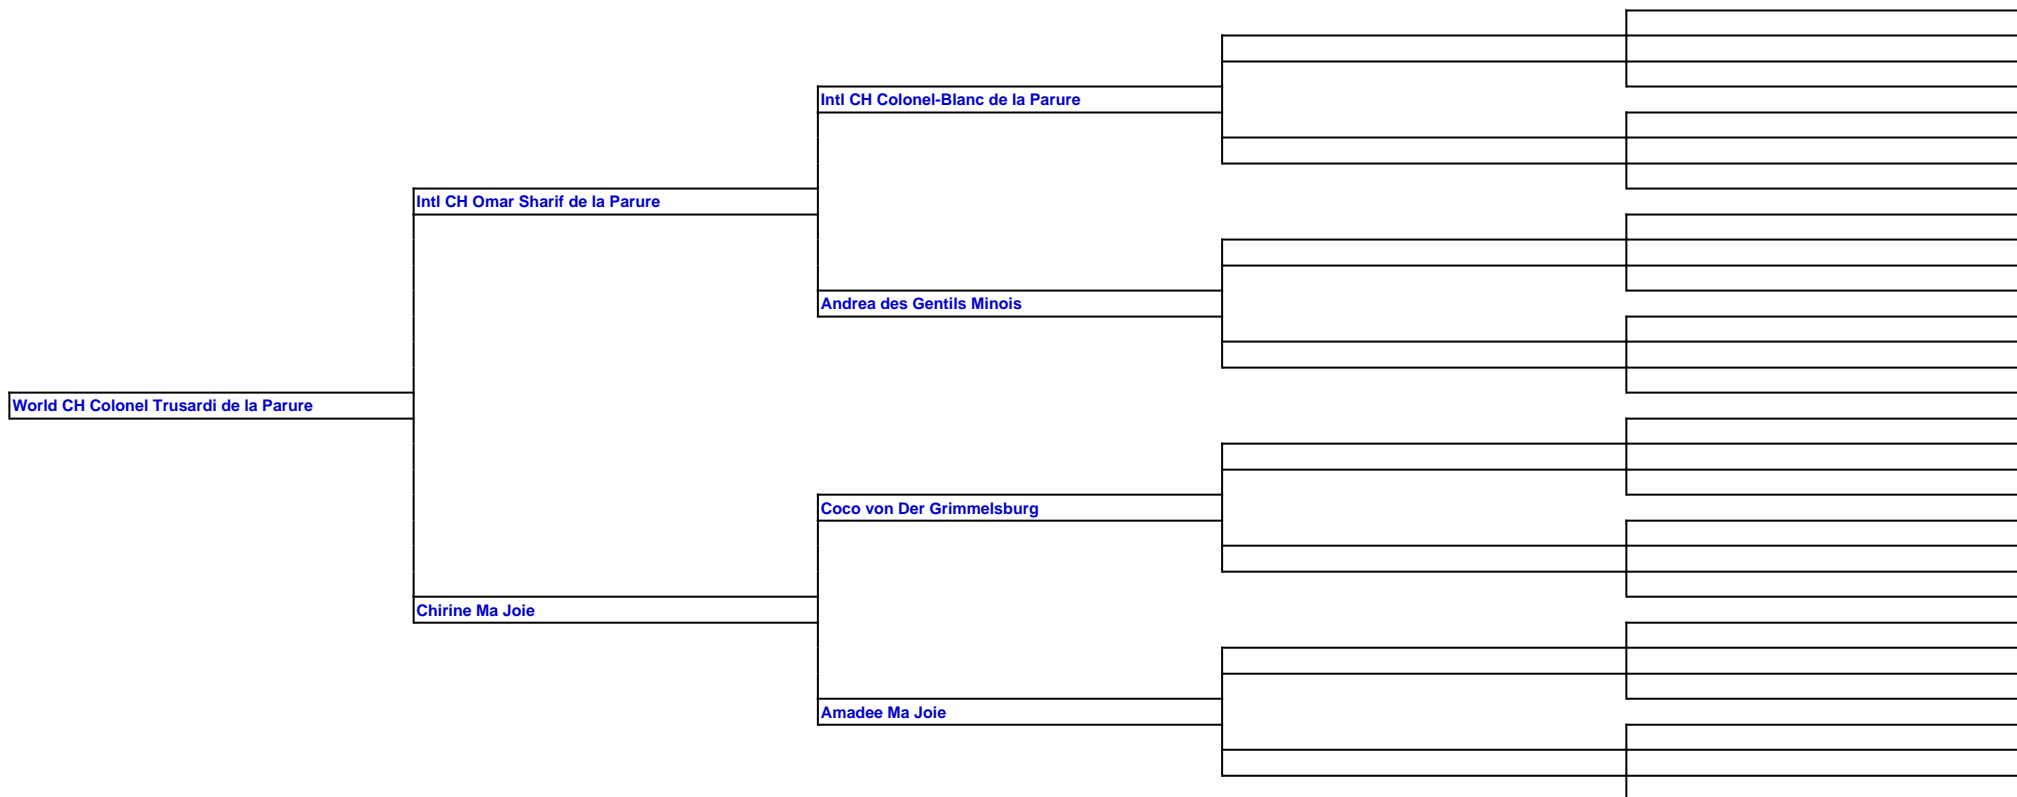 Intl CH Colonel-Blanc de la Parure
Intl CH Omar Sharif de la Parure
Andrea des Gentils Minois
World CH Colonel Trusardi de la Parure
Coco von Der Grimmelsburg
Chirine Ma Joie
Amadee Ma Joie